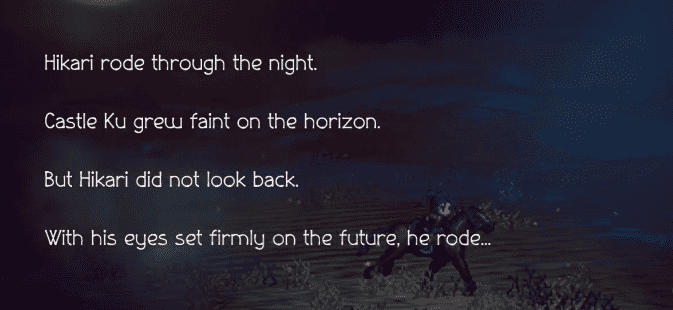 Hikari rode through the night.
Castle Ku grew faint on the horizon.
But Hikari did not look back.
With his eyes set firmly on the future, he rode...